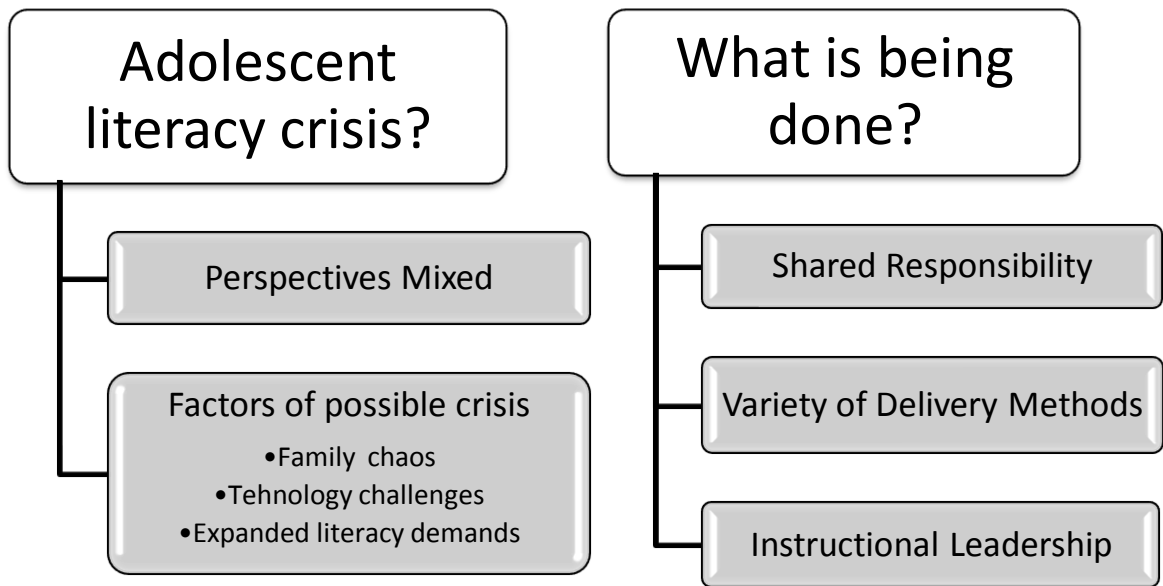 Adolescent
literacy crisis?
Perspectives Mixed
Factors of possible crisis
•Family chaos
•Tehnology challenges
•Expanded literacy demands
What is being
done?
Shared Responsibility
Variety of Delivery Methods
Instructional Leadership